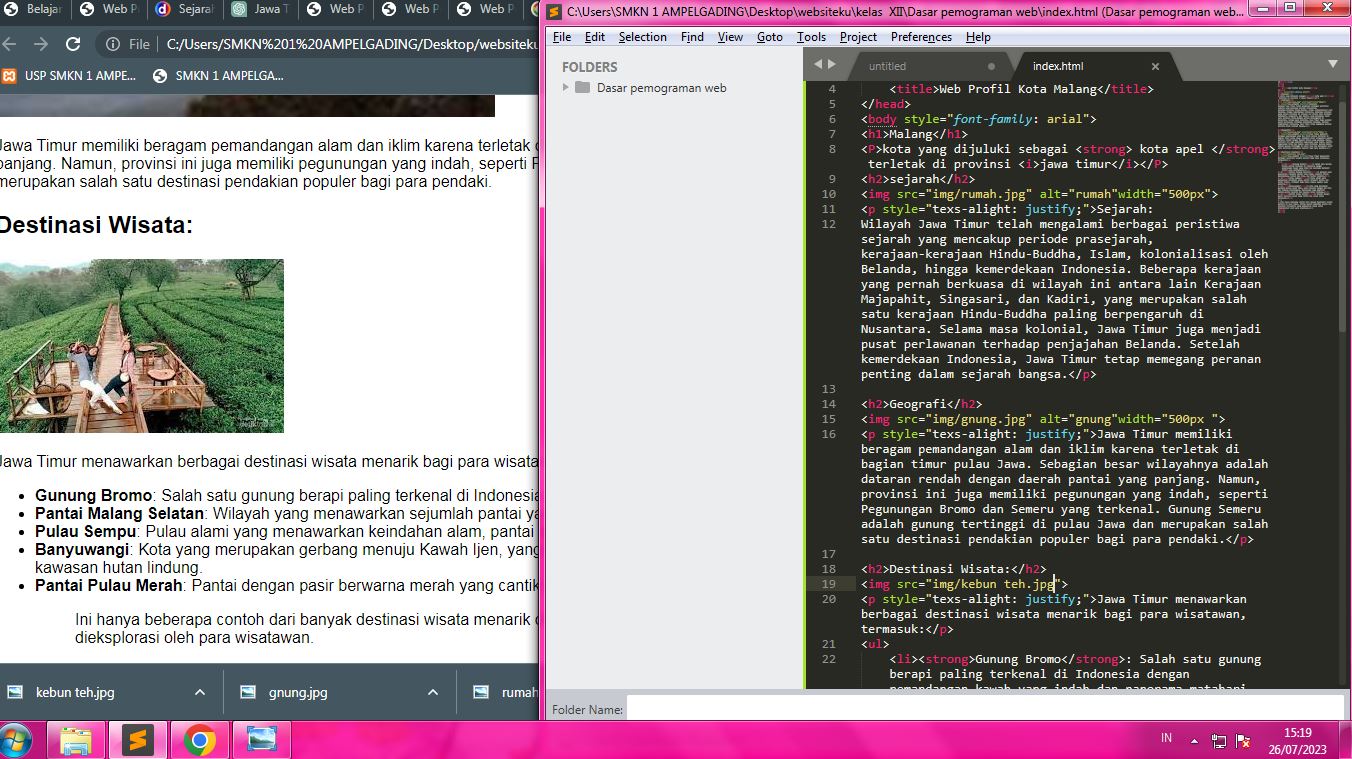 Belajar
Web P
Sejara
Jawa T
Web P
Web P
Web P
File
C:/Users/SMKN%201%20AMPELGADING/Desktop/websiteku
USP SMKN 1 AMPE...
SMKN 1 AMPELGA...
Jawa Timur memiliki beragam pemandangan alam dan iklim karena terletak
panjang. Namun, provinsi ini juga memiliki pegunungan yang indah, seperti P
merupakan salah satu destinasi pendakian populer bagi para pendaki.
Destinasi Wisata:
Jawa Timur menawarkan berbagai destinasi wisata menarik bagi para wisata
Gunung Bromo: Salah satu gunung berapi paling terkenal di Indonesia
Pantai Malang Selatan: Wilayah yang menawarkan sejumlah pantai ya
Pulau Sempu: Pulau alami yang menawarkan keindahan alam, pantai
Banyuwangi: Kota yang merupakan gerbang menuju Kawah Ijen, yang
kawasan hutan lindung.
Pantai Pulau Merah: Pantai dengan pasir berwarna merah yang cantik
Ini hanya beberapa contoh dari banyak destinasi wisata menarik
dieksplorasi oleh para wisatawan.
kebun teh.jpg
gnung.jpg
rumah
C:\Users\SMKN 1 AMPELGADING\Desktop\websiteku\kelas XII\Dasar pemograman web\index.html (Dasar pemograman web...
File Edit Selection Find View Goto Tools Project Preferences Help
FOLDERS
Dasar pemograman web
untitled
index.html
4 <title>Web Profil Kota Malang</title>
5 </head>
6 <body style="font-family: arial">
7 <h1>Malang</h1>
8 <P>kota yang dijuluki sebagai <strong> kota apel </strong>
terletak di provinsi <i>jawa timur</i></P>
9 <h2>sejarah</h2>
10 <img src="img/rumah.jpg" alt="rumah"width="500px">
11 <p style="texs-alight: justify;">Sejarah:
12 Wilayah Jawa Timur telah mengalami berbagai peristiwa
sejarah yang mencakup periode prasejarah,
kerajaan-kerajaan Hindu-Buddha, Islam, kolonialisasi oleh
Belanda, hingga kemerdekaan Indonesia. Beberapa kerajaan
yang pernah berkuasa di wilayah ini antara lain Kerajaan
Majapahit, Singasari, dan Kadiri, yang merupakan salah
satu kerajaan Hindu-Buddha paling berpengaruh di
Nusantara. Selama masa kolonial, Jawa Timur juga menjadi
pusat perlawanan terhadap penjajahan Belanda. Setelah
kemerdekaan Indonesia, Jawa Timur tetap memegang peranan
penting dalam sejarah bangsa.</p>
13
14 <h2>Geografi</h2>
15 <img src="img/gnung.jpg" alt="gnung"width="500px ">
16 <p style="texs-alight: justify;">Jawa Timur memiliki
beragam pemandangan alam dan iklim karena terletak di
bagian timur pulau Jawa. Sebagian besar wilayahnya adalah
dataran rendah dengan daerah pantai yang panjang. Namun,
provinsi ini juga memiliki pegunungan yang indah, seperti
Pegunungan Bromo dan Semeru yang terkenal. Gunung Semeru
adalah gunung tertinggi di pulau Jawa dan merupakan salah
satu destinasi pendakian populer bagi para pendaki.</p>
17
18 <h2>Destinasi Wisata:</h2>
19 <img src="img/kebun teh.jpg">
20 <p style="texs-alight: justify;">Jawa Timur menawarkan
berbagai destinasi wisata menarik bagi para wisatawan,
termasuk:</p>
21 <ul>
22 <li><strong>Gunung Bromo</strong>: Salah satu gunung
berapi paling terkenal di Indonesia dengan
pemandangan kawah yang indah dan panorama matahari
Folder Name:
IN
15:19
26/07/2023